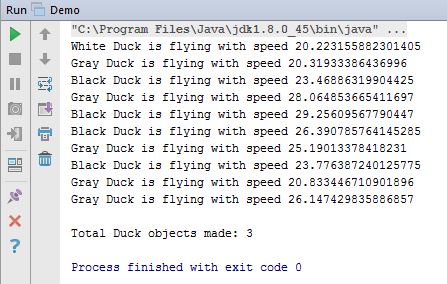 Run Demo
"C:\Program Files\Java\jdk1.8.0_45\bin\java" ...
White Duck is flying with speed 20.223155882301405
Gray Duck is flying with speed 20.31933386436996
Black Duck is flying with speed 23.46886319904425
Gray Duck is flying with speed 28.064853665411697
Black Duck is flying with speed 29.25609567790447
Black Duck is flying with speed 26.390785764145285
Gray Duck is flying with speed 25.19013378418231
Black Duck is flying with speed 23.776387240125775
Gray Duck is flying with speed 20.833446710901896
Gray Duck is flying with speed 26.147429835886857
Total Duck objects made: 3
Process finished with exit code 0